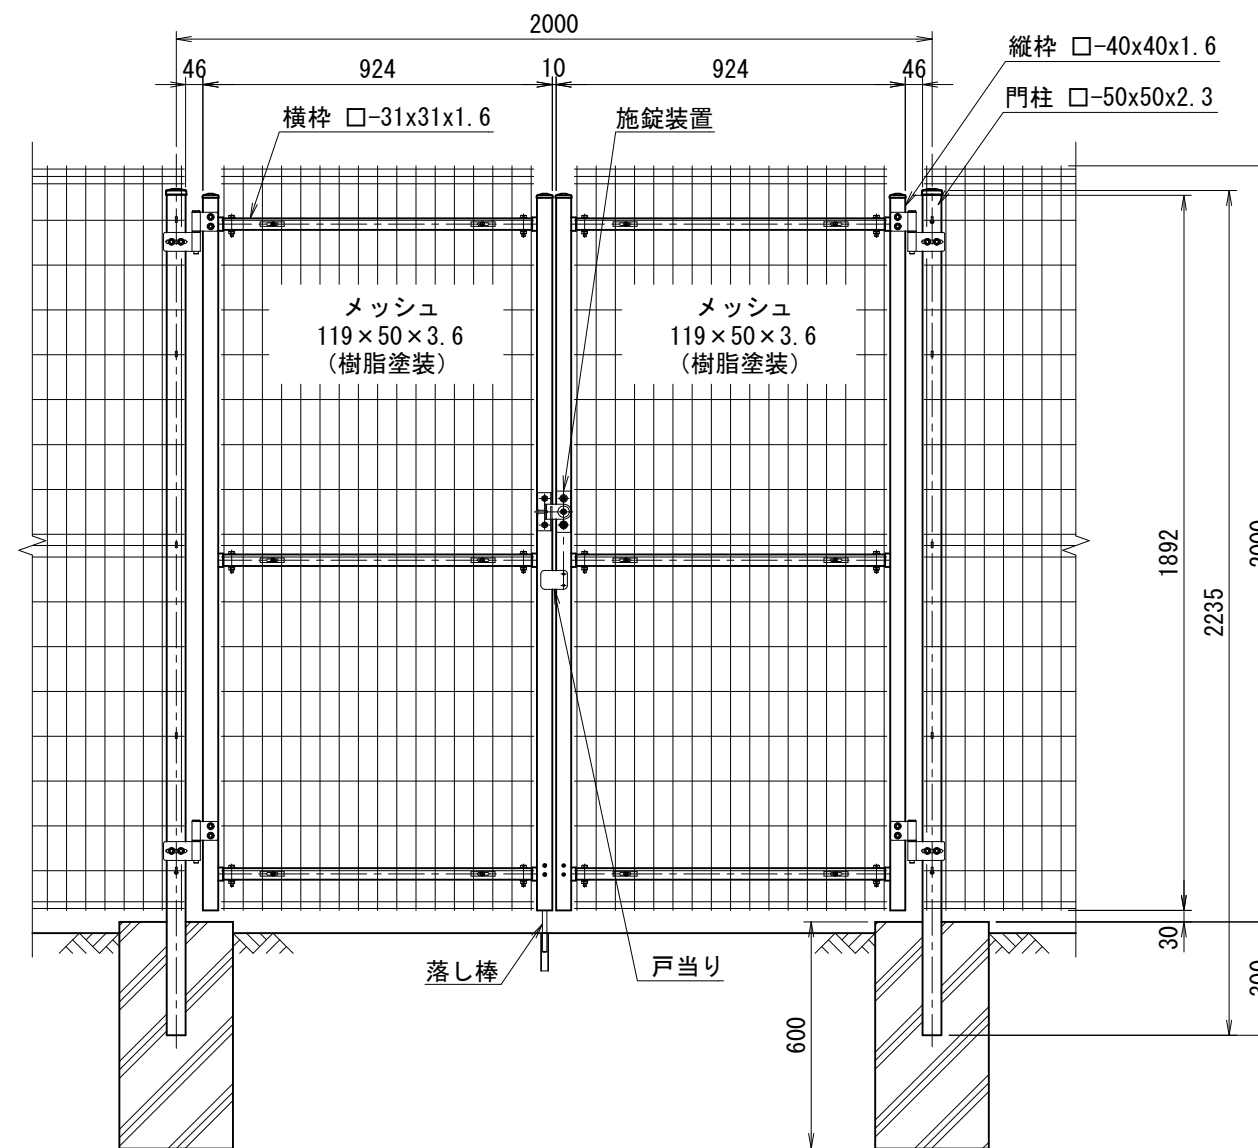 2000
46 924 10 924 46
縦枠 □-40x40x1.6
門柱 □-50x50x2.3
横枠 □-31x31x1.6
施錠装置
メッシュ
119×50×3.6
(樹脂塗装)
メッシュ
119×50×3.6
(樹脂塗装)
1892
2235
30
600
落し棒
戸当り